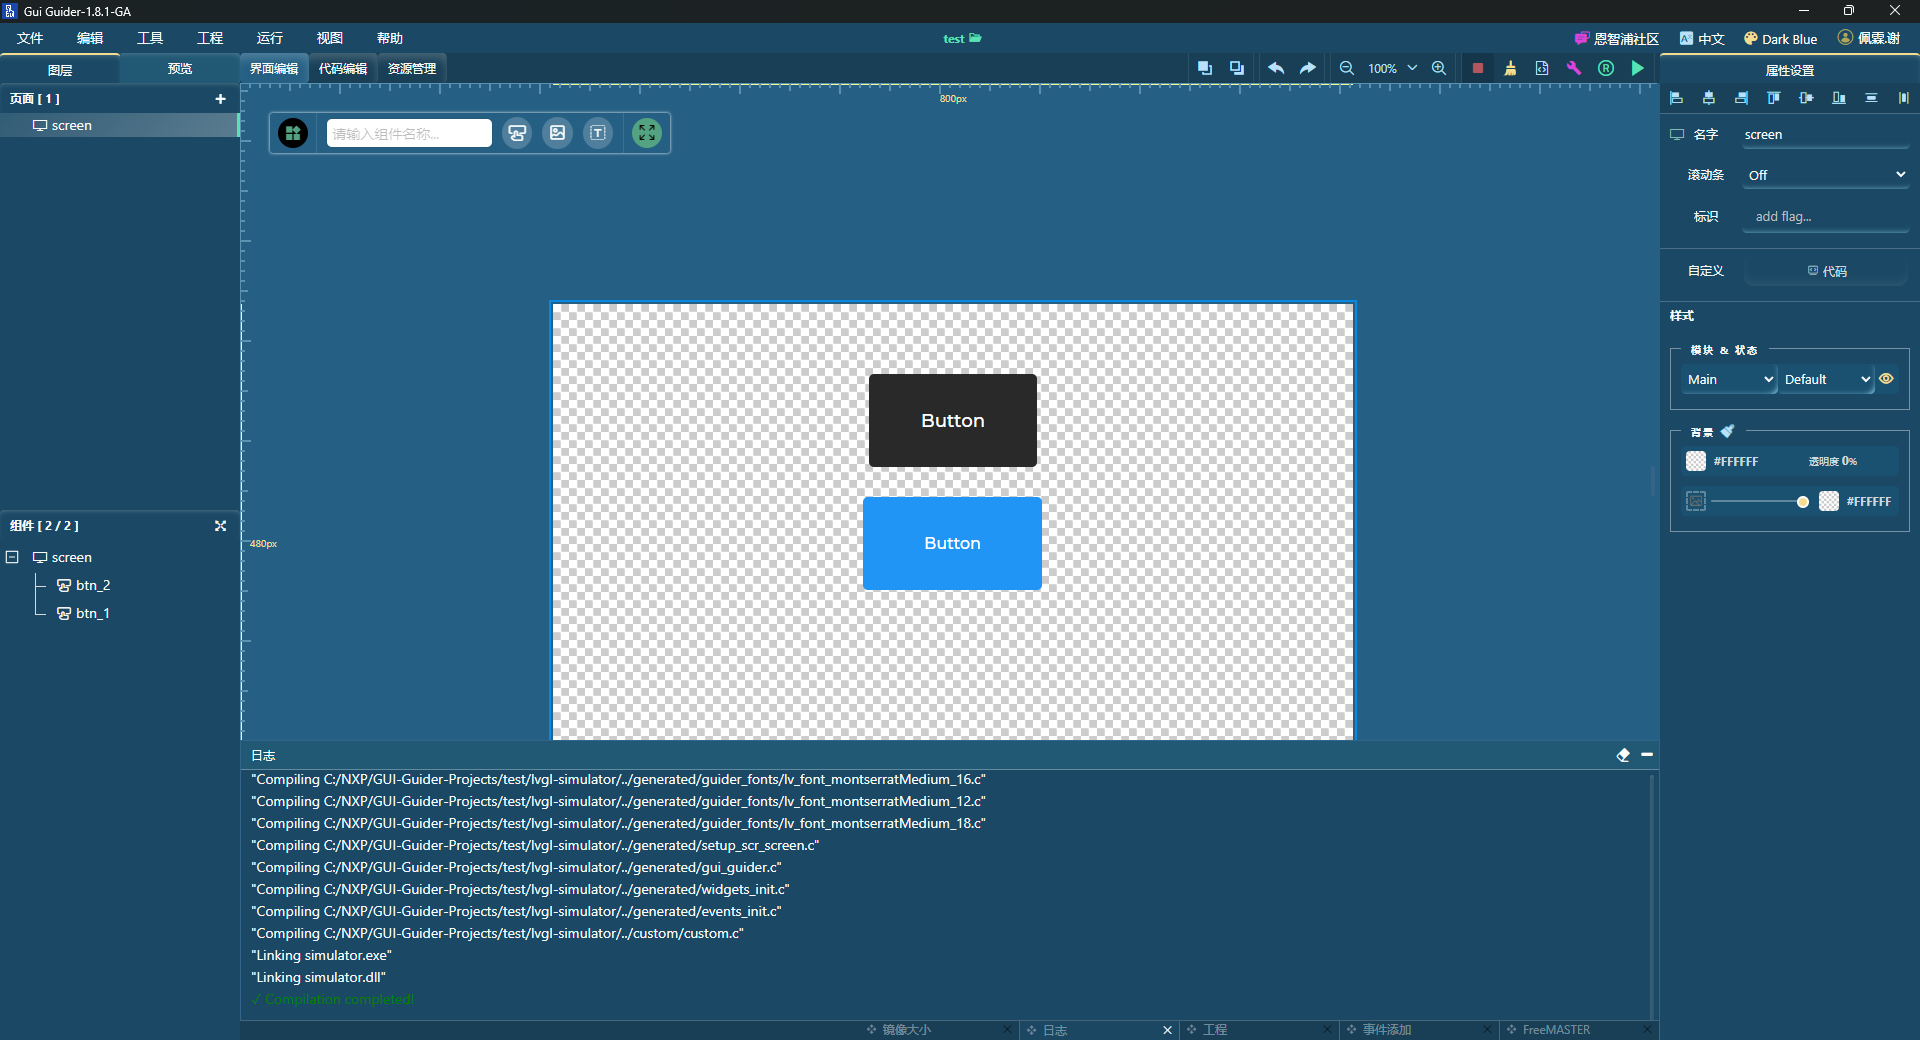 Gui Guider-1.8.1-GA
文件 编辑 工具 工程 运行 视图 帮助
test
恩智浦社区 中文 Dark Blue 佩霖.谢
图层 预览
界面编辑 代码编辑 资源管理
100%
属性设置
页面 [ 1 ]
screen
800px
请输入组件名称...
480px
Button
Button
组件 [ 2 / 2 ]
screen
btn_2
btn_1
名字 screen
滚动条 Off
标识 add flag...
自定义 代码
样式
模块 & 状态
Main Default
背景
#FFFFFF 透明度 0%
#FFFFFF
日志
"Compiling C:/NXP/GUI-Guider-Projects/test/lvgl-simulator/../generated/guider_fonts/lv_font_montserratMedium_16.c"
"Compiling C:/NXP/GUI-Guider-Projects/test/lvgl-simulator/../generated/guider_fonts/lv_font_montserratMedium_12.c"
"Compiling C:/NXP/GUI-Guider-Projects/test/lvgl-simulator/../generated/guider_fonts/lv_font_montserratMedium_18.c"
"Compiling C:/NXP/GUI-Guider-Projects/test/lvgl-simulator/../generated/setup_scr_screen.c"
"Compiling C:/NXP/GUI-Guider-Projects/test/lvgl-simulator/../generated/gui_guider.c"
"Compiling C:/NXP/GUI-Guider-Projects/test/lvgl-simulator/../generated/widgets_init.c"
"Compiling C:/NXP/GUI-Guider-Projects/test/lvgl-simulator/../generated/events_init.c"
"Compiling C:/NXP/GUI-Guider-Projects/test/lvgl-simulator/../custom/custom.c"
"Linking simulator.exe"
"Linking simulator.dll"
✓ Compilation completed!
镜像大小 日志 工程 事件添加 FreeMASTER